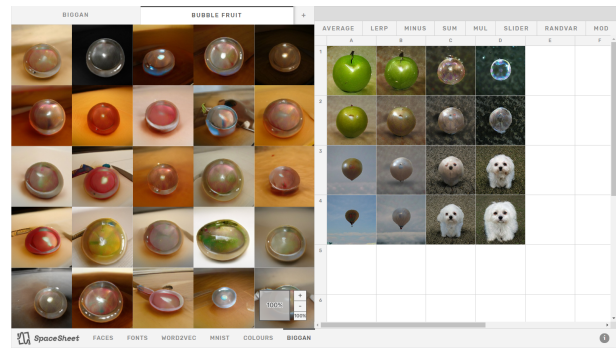 BIGGAN
BUBBLE FRUIT
+
AVERAGE LERP MINUS SUM MUL SLIDER RANDVAR MOD
A B C D E F
1
2
3
4
5
6
100%
+
-
100%
SpaceSheet FACES FONTS WORD2VEC MNIST COLOURS BIGGAN
i